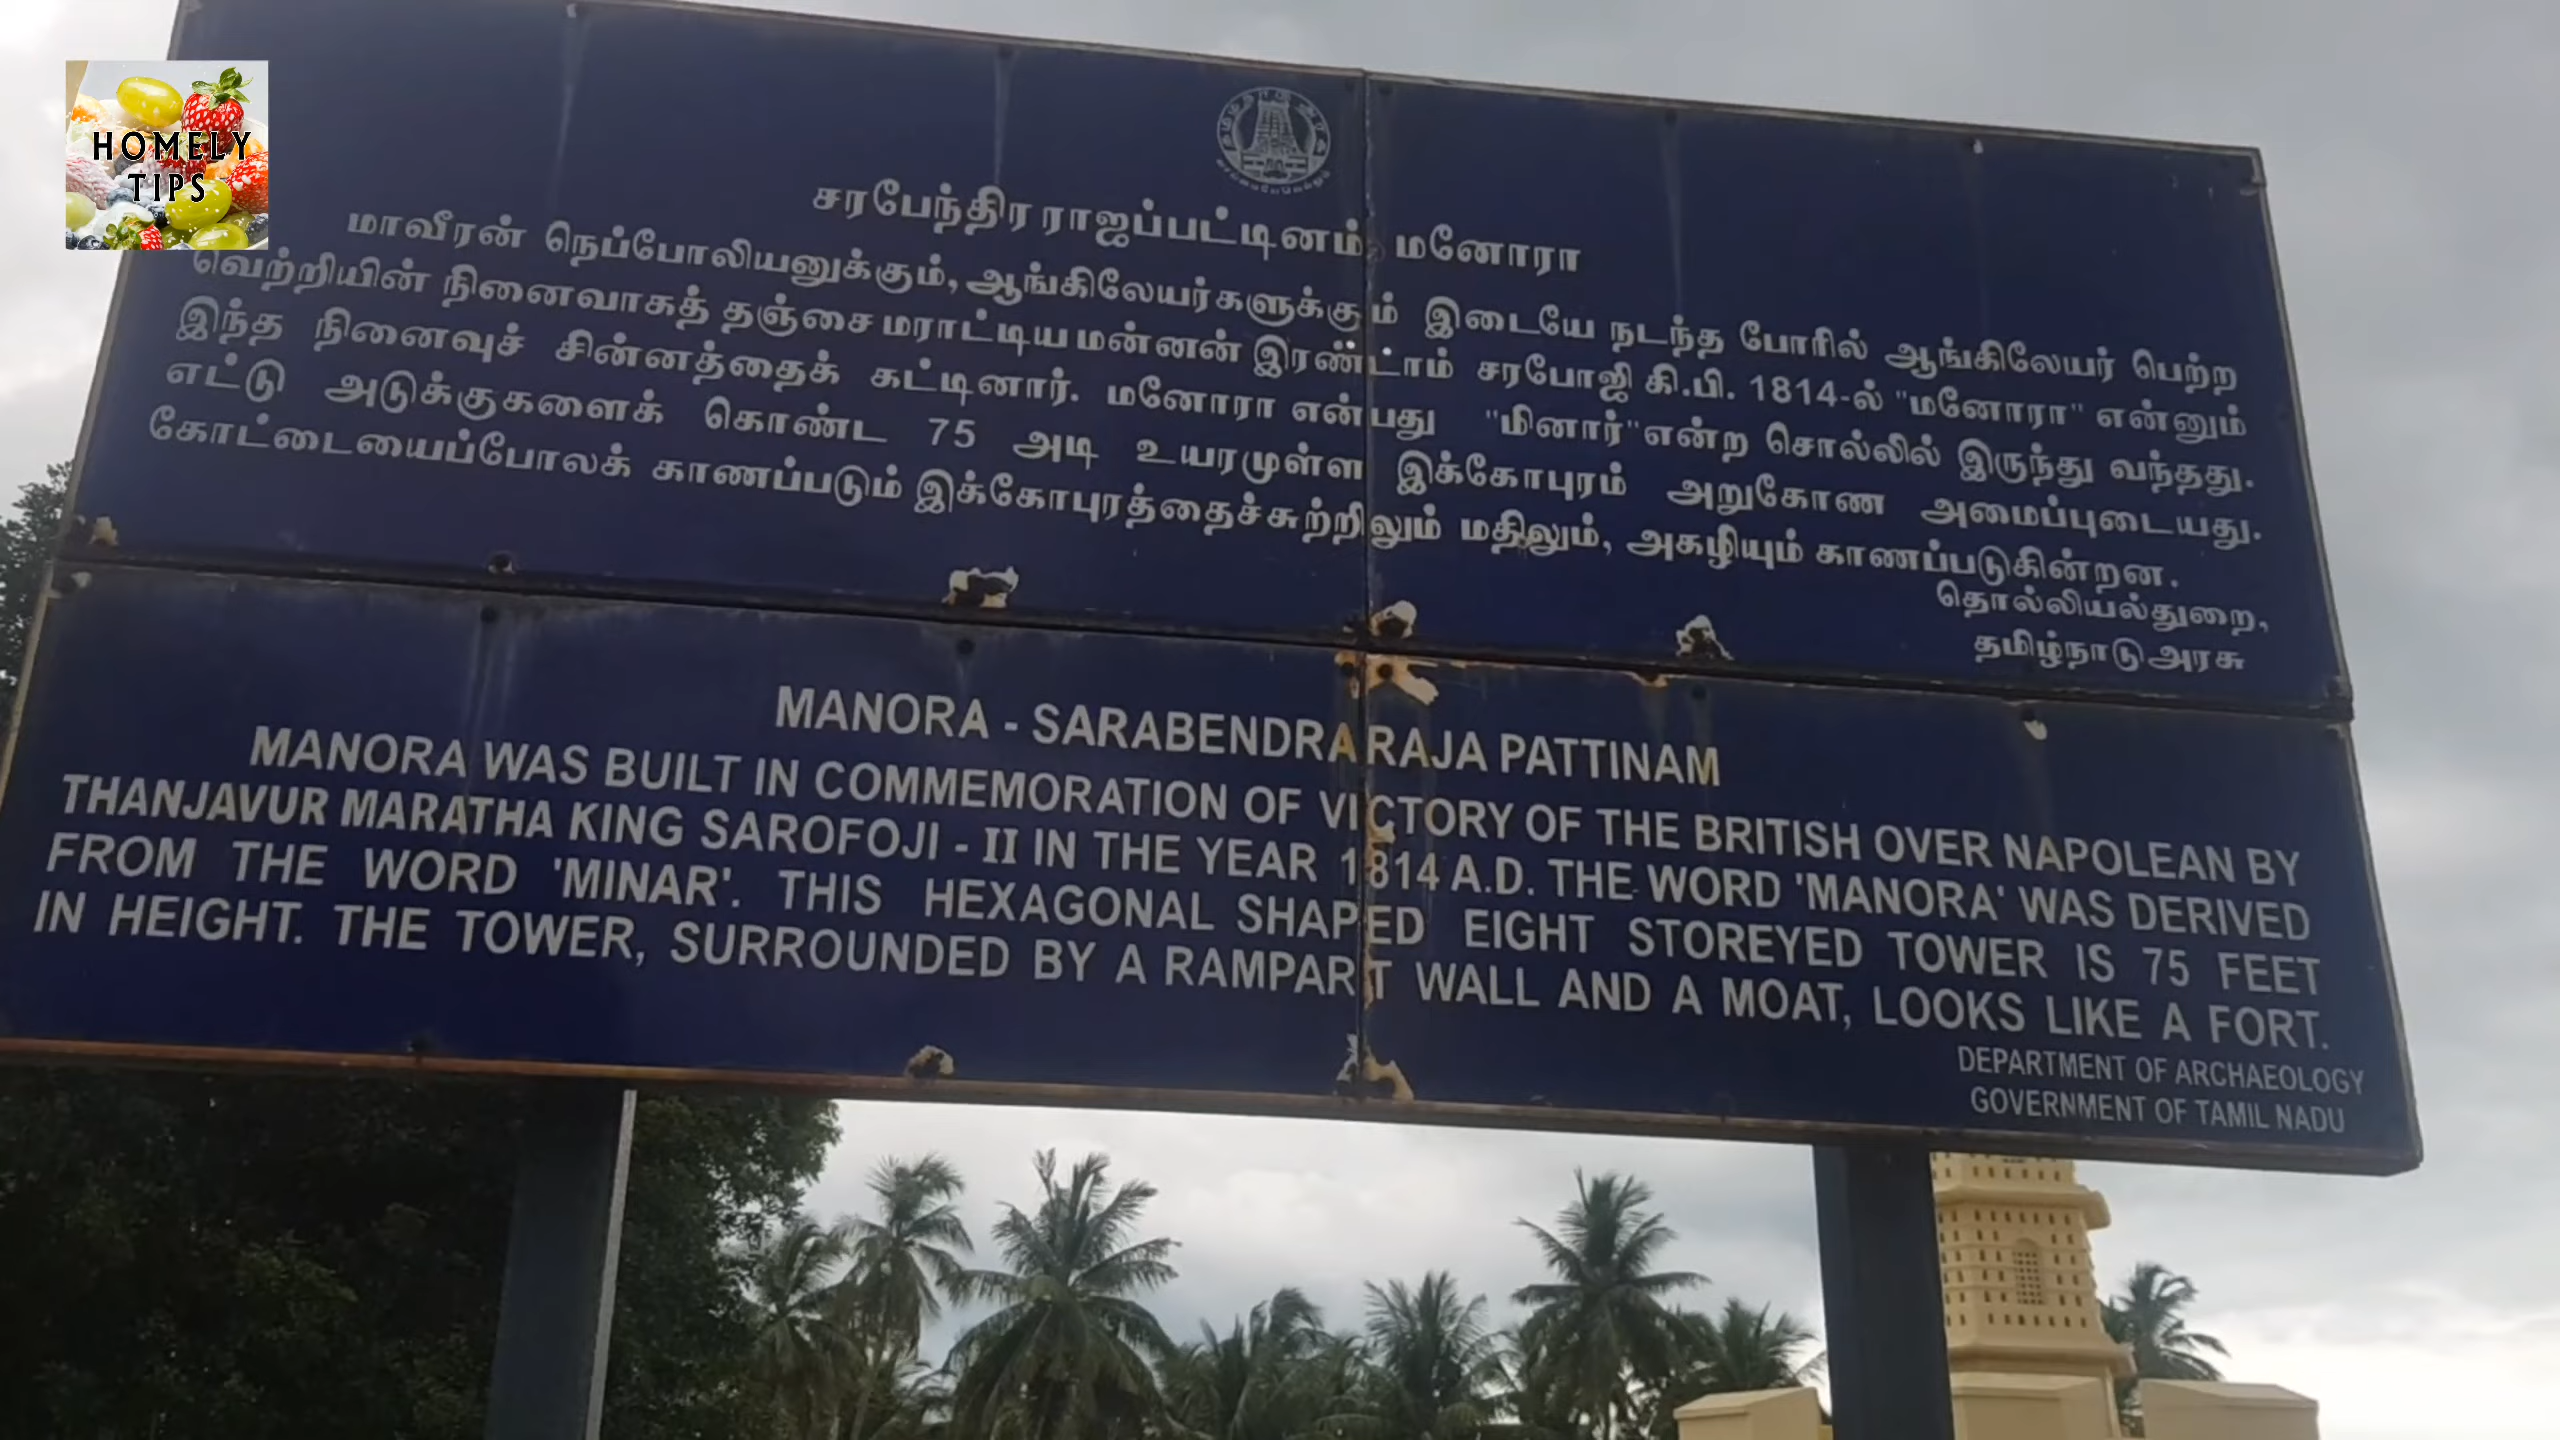 HOMELY
TIPS
சரபேந்திர ராஜப்பட்டினம், மனோரா
மாவீரன் நெப்போலியனுக்கும், ஆங்கிலேயர்களுக்கும் இடையே நடந்த போரில் ஆங்கிலேயர் பெற்ற
வெற்றியின் நினைவாகத் தஞ்சை மராட்டிய மன்னன் இரண்டாம் சரபோஜி கி.பி. 1814-ல் "மனோரா" என்னும்
இந்த நினைவுச் சின்னத்தைக் கட்டினார். மனோரா என்பது "மினார்" என்ற சொல்லில் இருந்து வந்தது.
எட்டு அடுக்குகளைக் கொண்ட 75 அடி உயரமுள்ள இக்கோபுரம் அறுகோண அமைப்புடையது.
கோட்டையைப்போலக் காணப்படும் இக்கோபுரத்தைச்சுற்றிலும் மதிலும், அகழியும் காணப்படுகின்றன.
தொல்லியல்துறை,
தமிழ்நாடு அரசு
MANORA - SARABENDRA RAJA PATTINAM
MANORA WAS BUILT IN COMMEMORATION OF VICTORY OF THE BRITISH OVER NAPOLEAN BY
THANJAVUR MARATHA KING SAROFOJI - II IN THE YEAR 1814 A.D. THE WORD 'MANORA' WAS DERIVED
FROM THE WORD 'MINAR'. THIS HEXAGONAL SHAPED EIGHT STOREYED TOWER IS 75 FEET
IN HEIGHT. THE TOWER, SURROUNDED BY A RAMPART WALL AND A MOAT, LOOKS LIKE A FORT.
DEPARTMENT OF ARCHAEOLOGY
GOVERNMENT OF TAMIL NADU